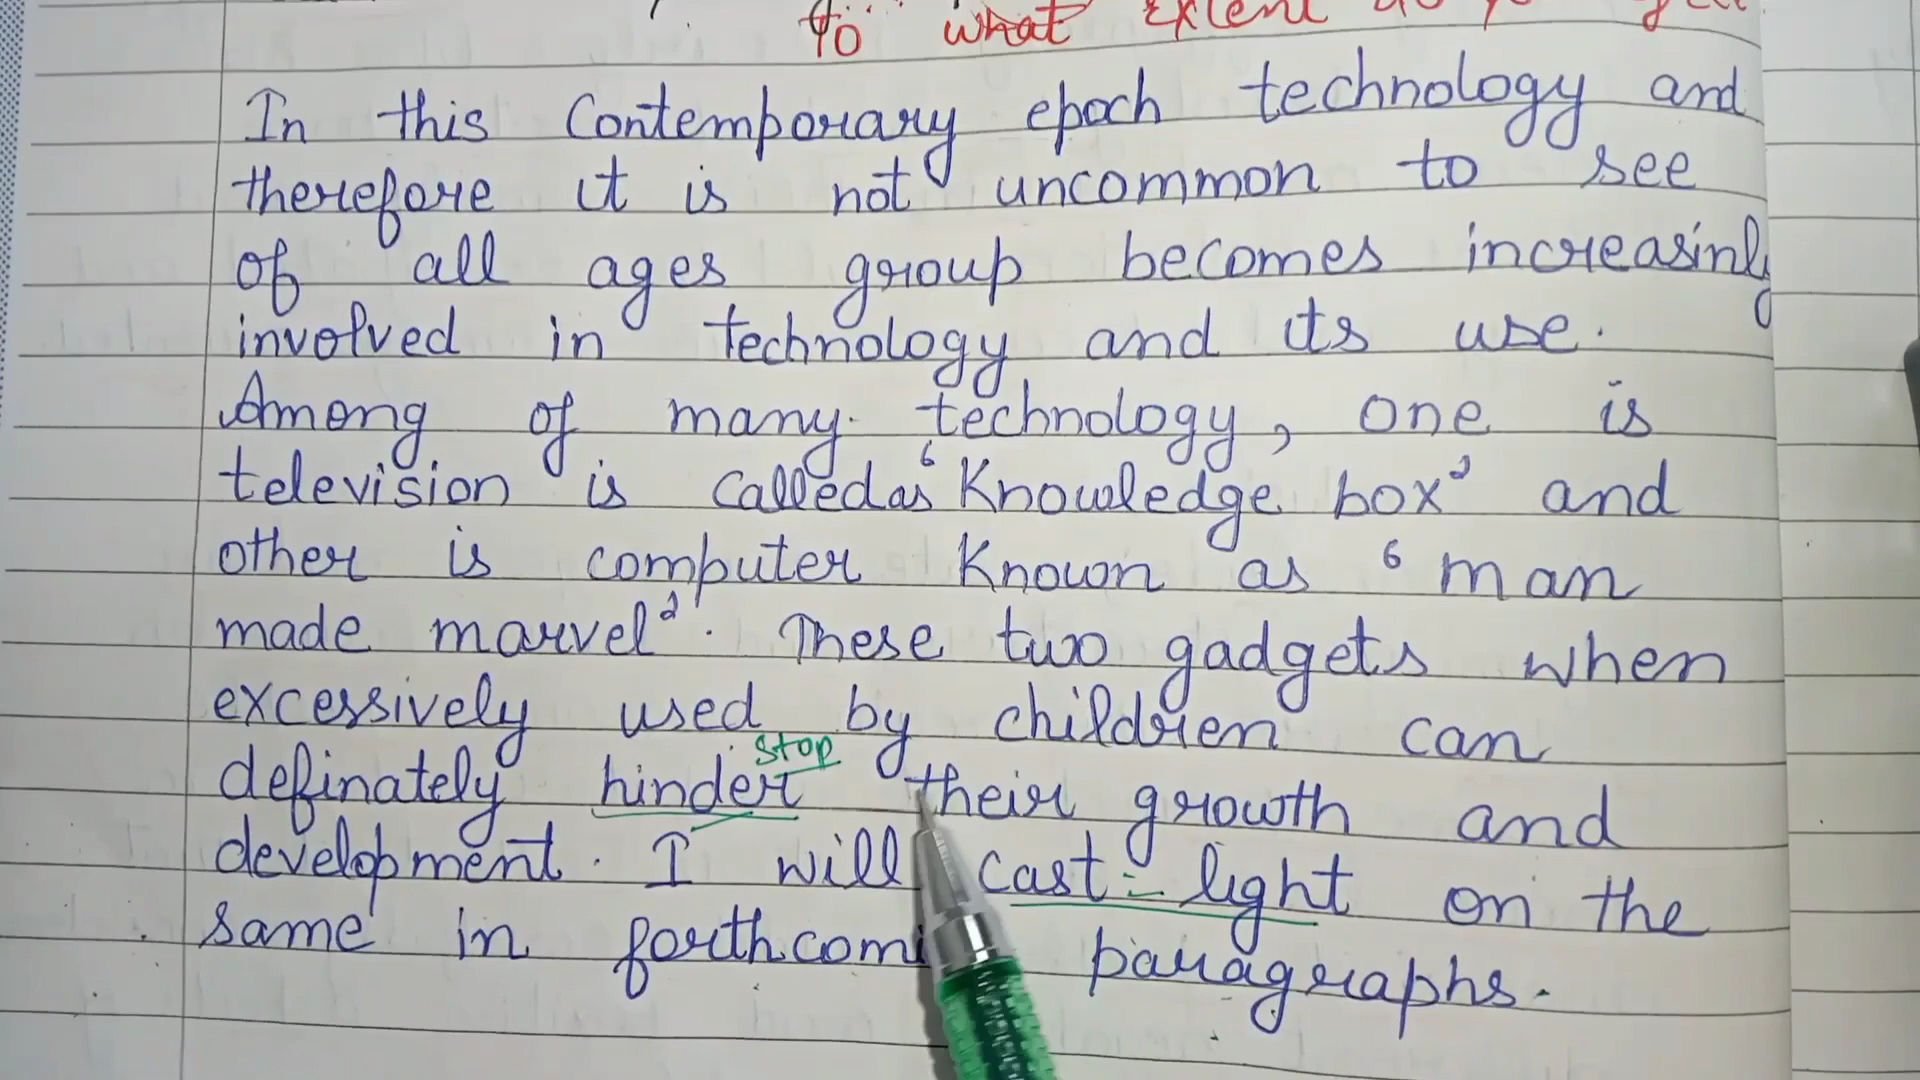 to what extent do
In this Contemporary epoch technology and
therefore it is not uncommon to see
of all ages group becomes increasinly
involved in technology and its use.
Among of many technology, one is
television is called as 'Knowledge box' and
other is computer Known as 'man
made marvel'. These two gadgets when
excessively used by children can
stop
definately hinder their growth and
development. I will cast-light on the
same in forthcomi paragraphs.